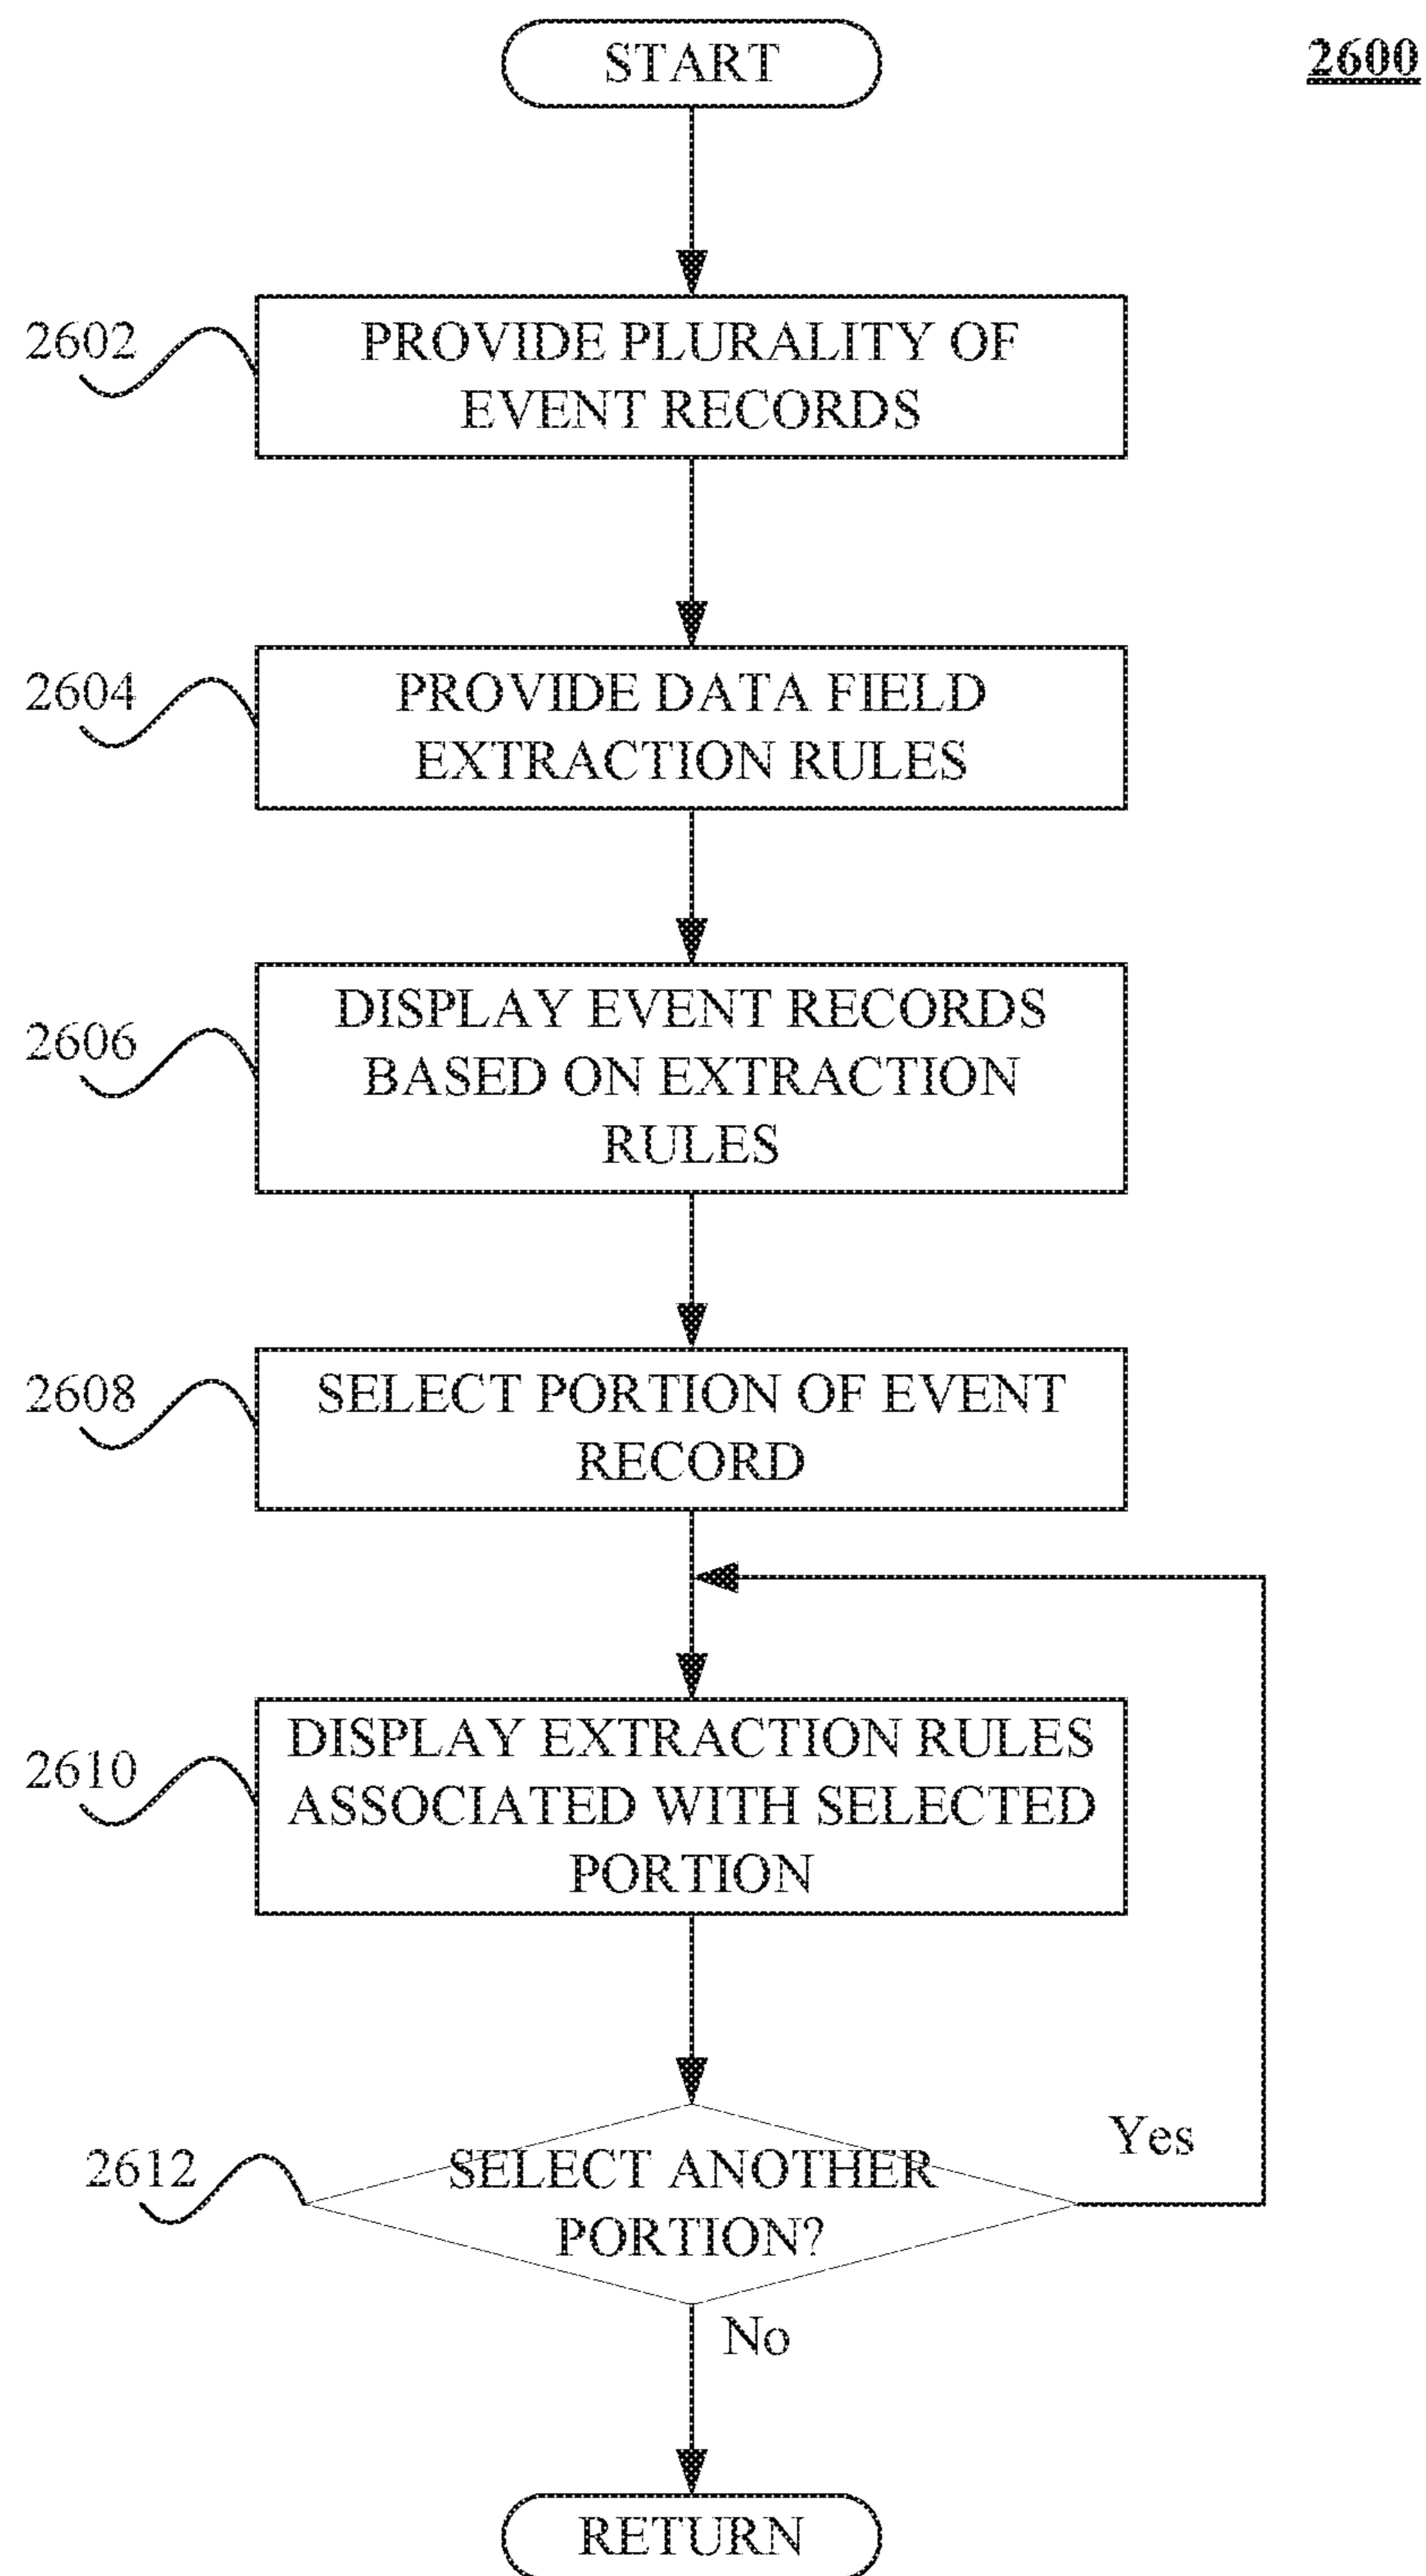 START
2600
2602
PROVIDE PLURALITY OF
EVENT RECORDS
2604
PROVIDE DATA FIELD
EXTRACTION RULES
2606
DISPLAY EVENT RECORDS
BASED ON EXTRACTION
RULES
2608
SELECT PORTION OF EVENT
RECORD
2610
DISPLAY EXTRACTION RULES
ASSOCIATED WITH SELECTED
PORTION
2612
SELECT ANOTHER
PORTION?
Yes
No
RETURN